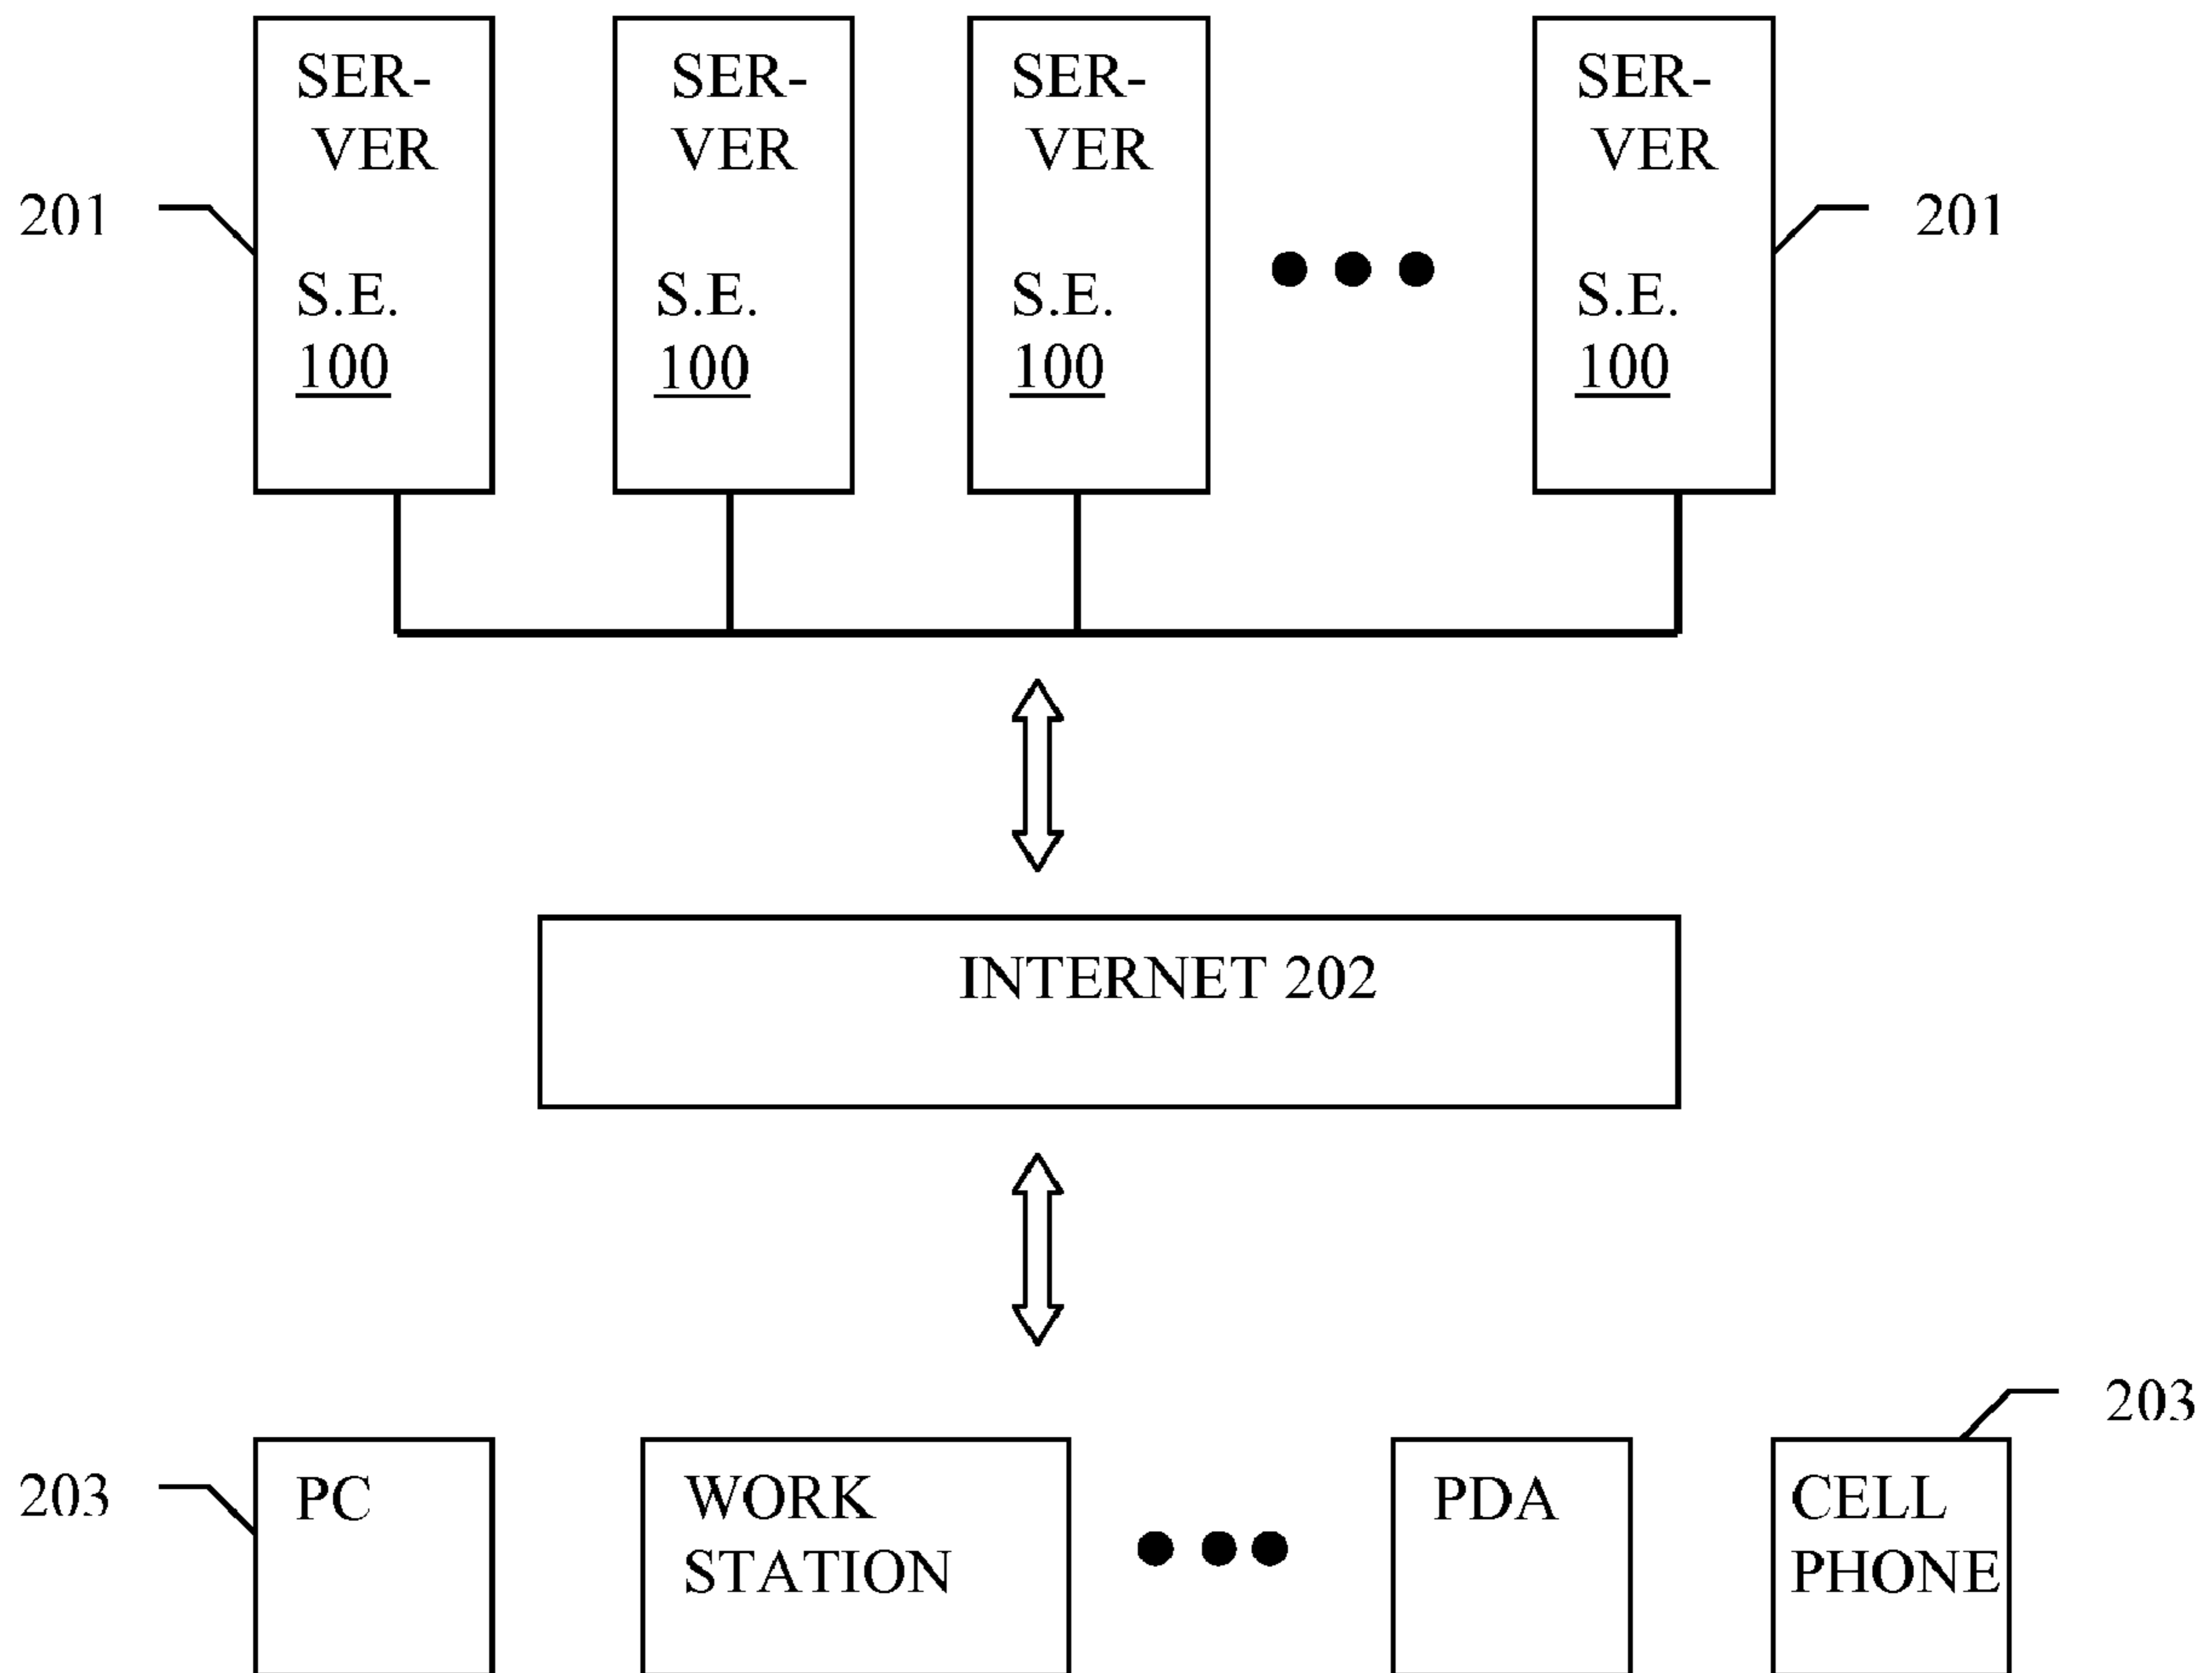 SER-
VER
S.E.
100
SER-
VER
S.E.
100
SER-
VER
S.E.
100
SER-
VER
S.E.
100
201
201
INTERNET 202
203
PC
WORK
STATION
PDA
CELL
PHONE
203